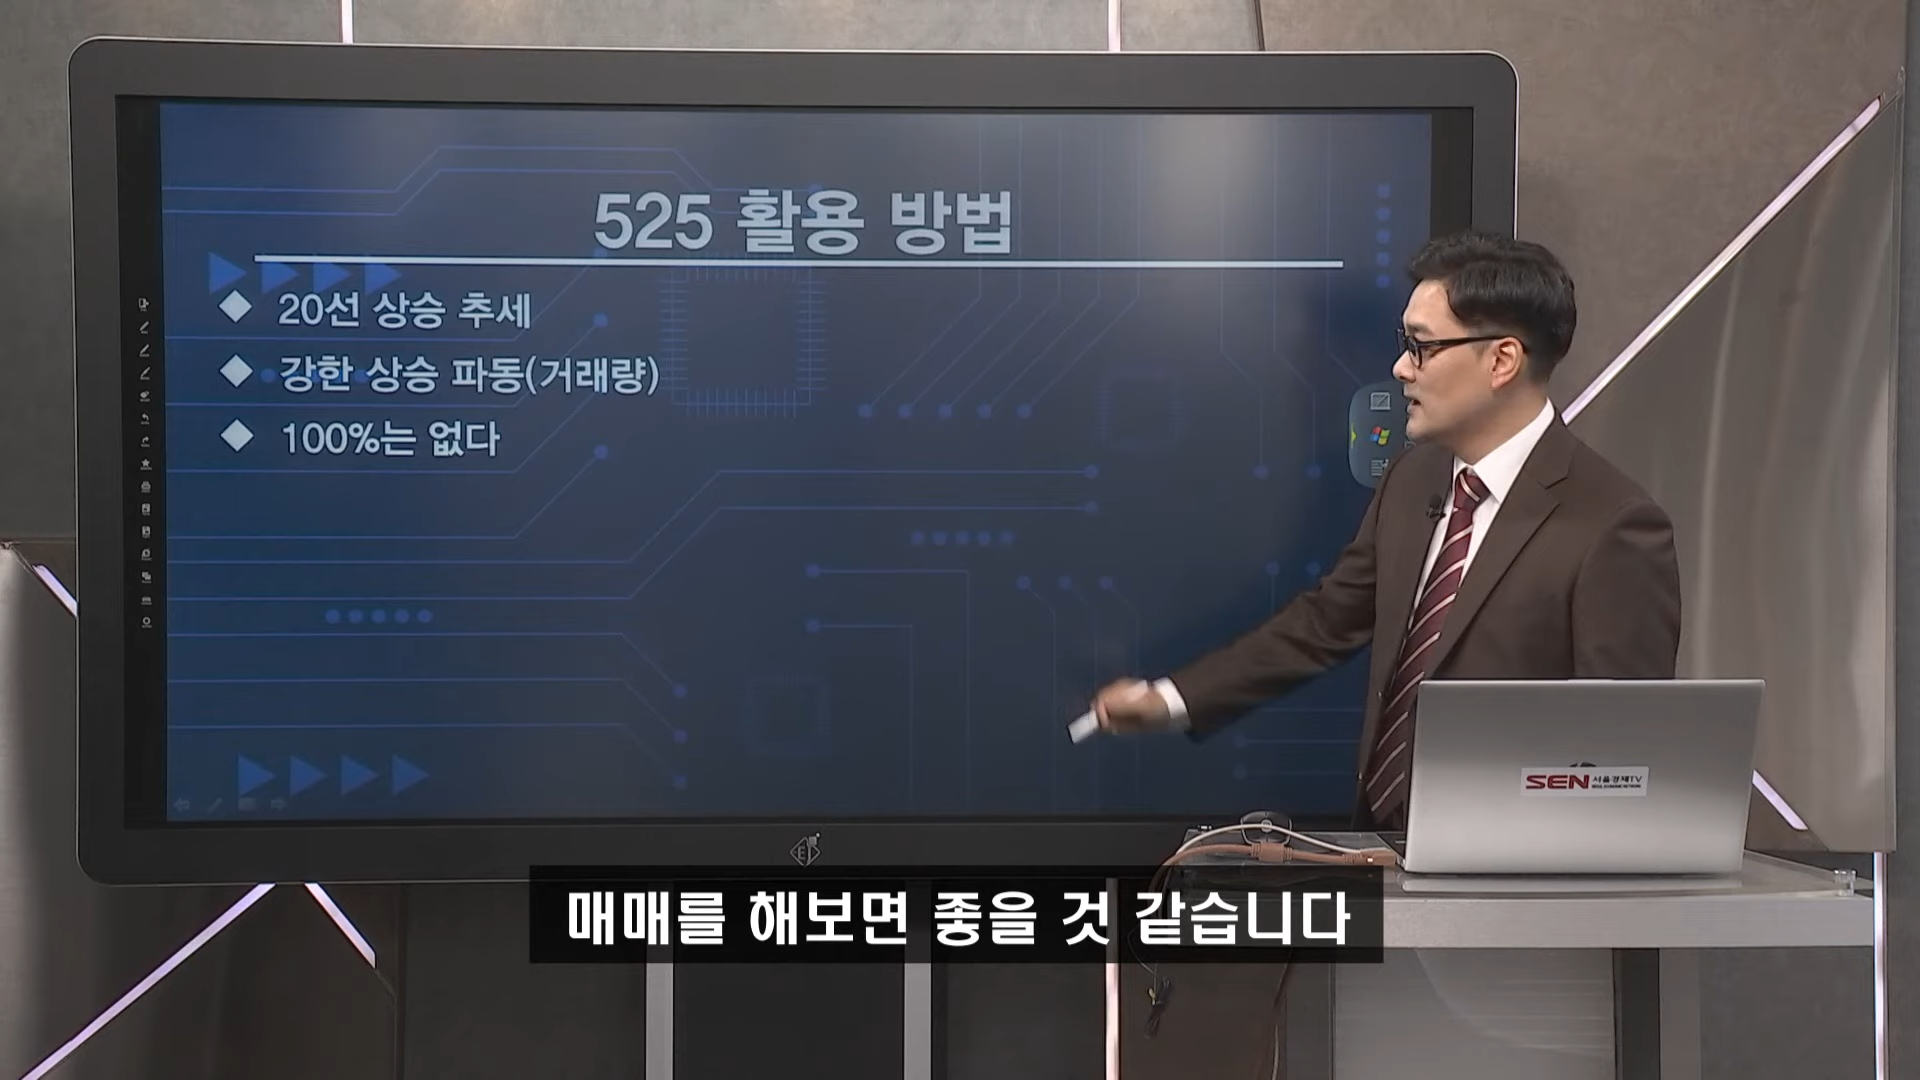 525 활용 방법
20선 상승 추세
강한 상승 파동(거래량)
100%는 없다
SEN 서울경제TV
매매를 해보면 좋을 것 같습니다